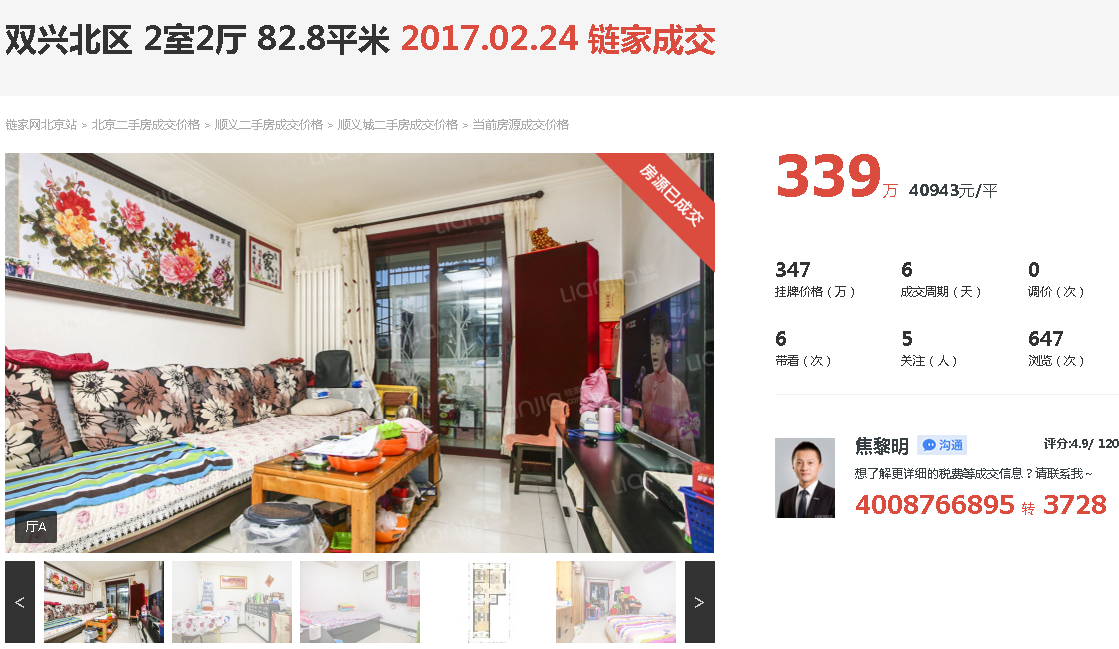 双兴北区 2室2厅 82.8平米 2017.02.24 链家成交
链家网北京站 > 北京二手房成交价格 > 顺义二手房成交价格 > 顺义城二手房成交价格 > 当前房源成交价格
房源已成交
339万 40943元/平
347 6 0
挂牌价格（万） 成交周期（天） 调价（次）
6 5 647
带看（次） 关注（人） 浏览（次）
焦黎明 沟通 评分:4.9/ 120
想了解更详细的税费等成交信息？请联系我~
4008766895 转 3728
厅A
< >
Lianjia
家